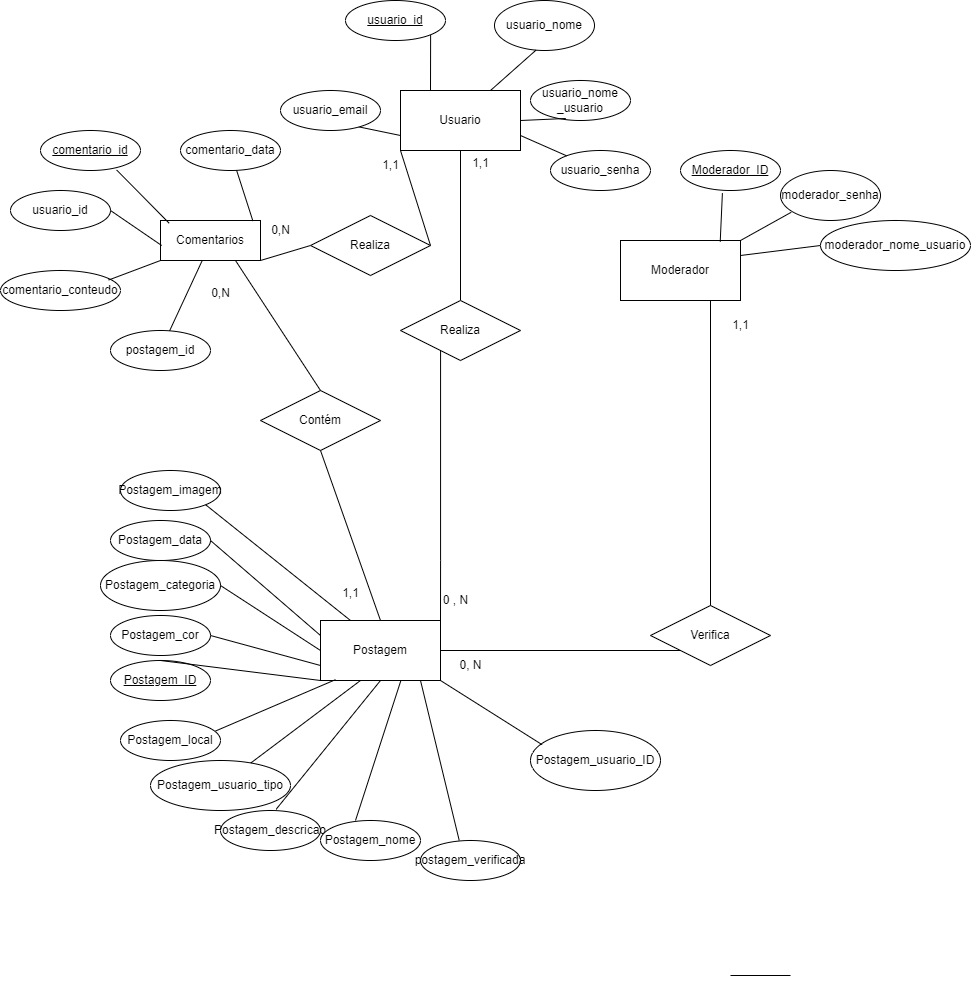 usuario_id
usuario_nome
usuario_email
Usuario
usuario_nome
_usuario
usuario_senha
1,1
1,1
comentario_id
comentario_data
usuario_id
Comentarios
0,N
Realiza
comentario_conteudo
0,N
postagem_id
Moderador_ID
moderador_senha
moderador_nome_usuario
Moderador
1,1
Realiza
Contém
Postagem_imagem
Postagem_data
Postagem_categoria
1,1
0 , N
Postagem_cor
Postagem
0, N
Verifica
Postagem_ID
Postagem_local
Postagem_usuario_ID
Postagem_usuario_tipo
Postagem_descricao
Postagem_nome
postagem_verificada